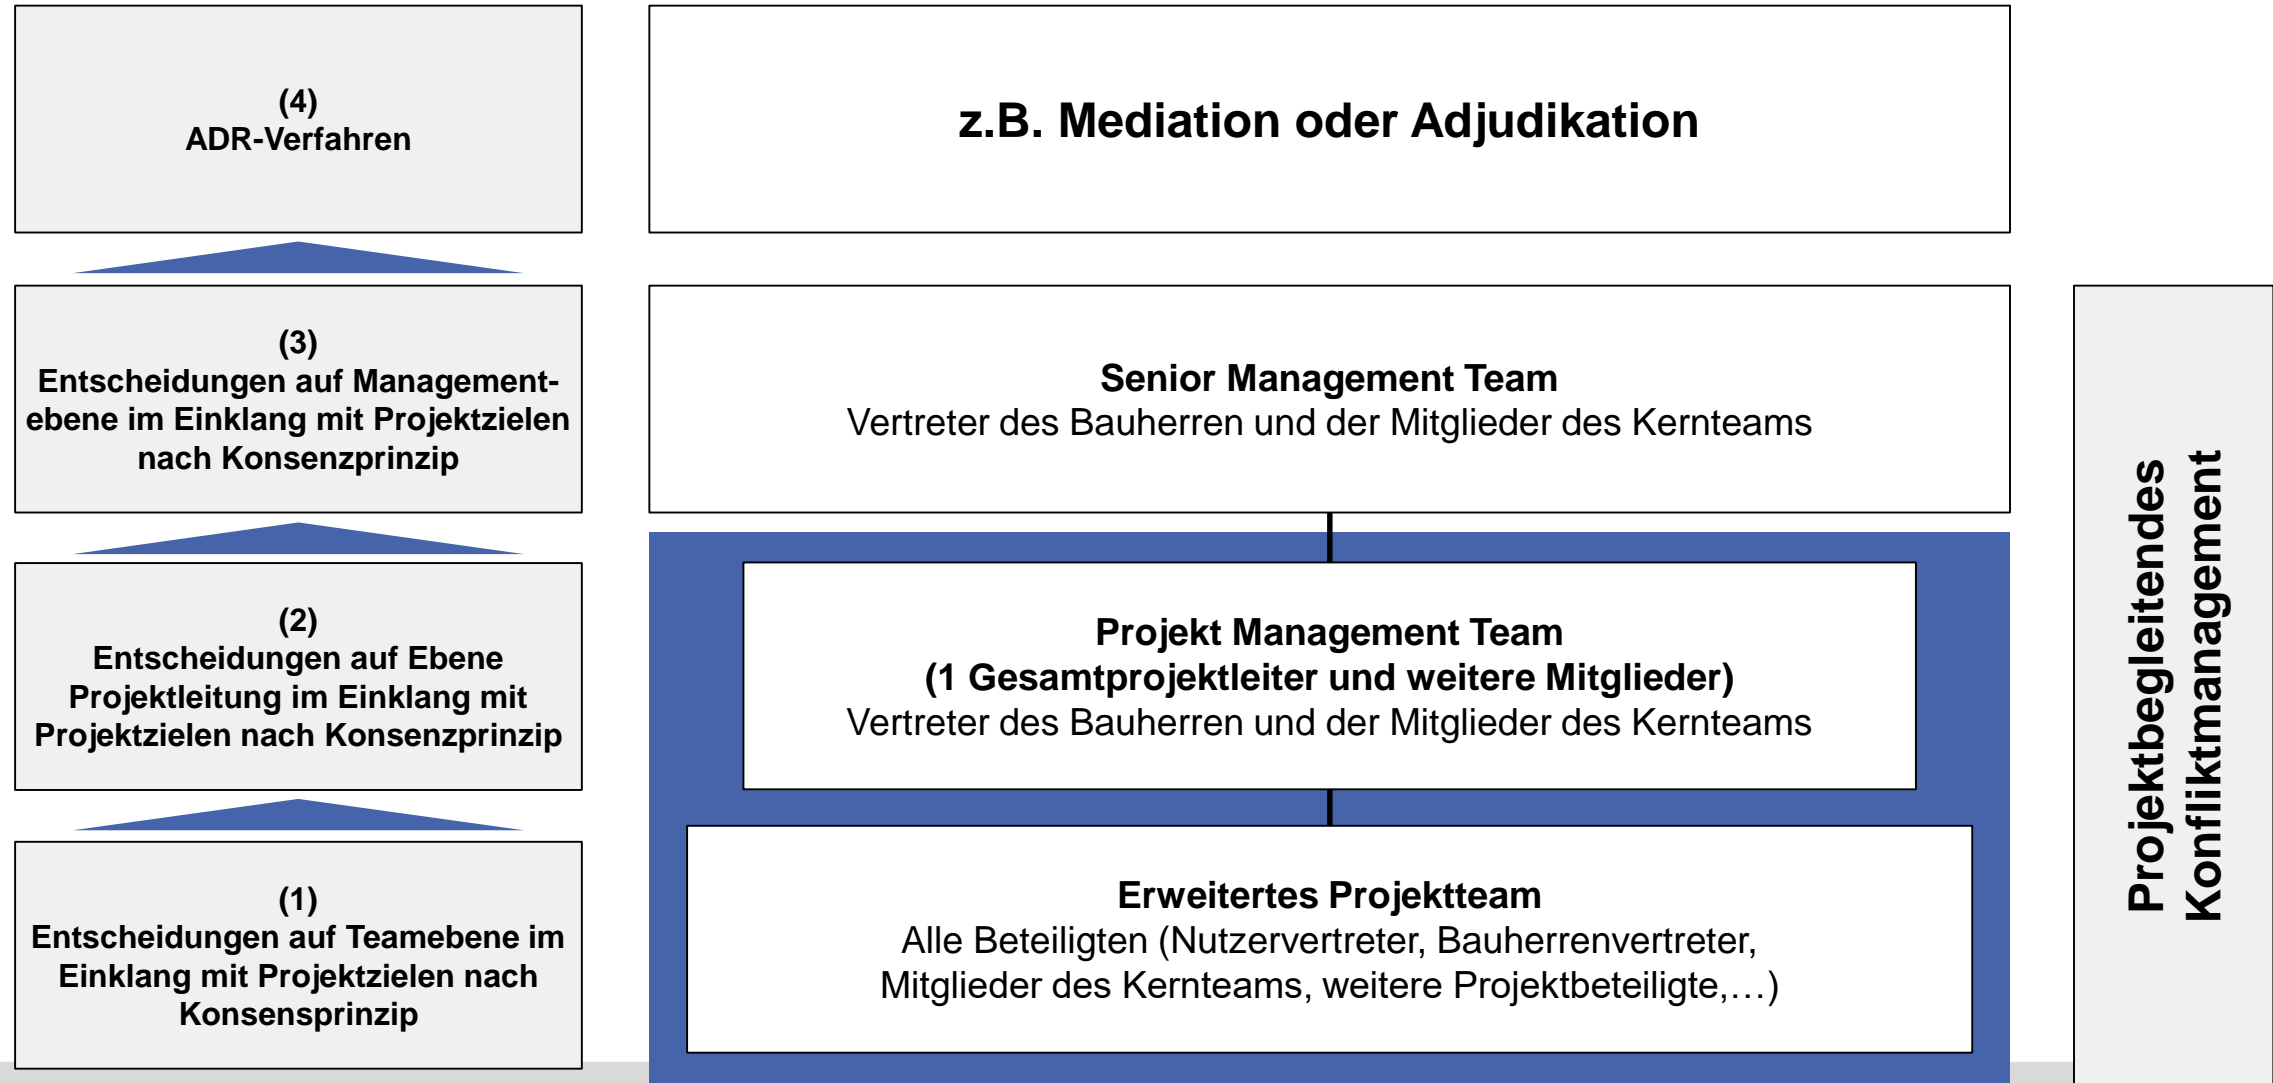 (4)
ADR-Verfahren
z.B. Mediation oder Adjudikation
(3)
Entscheidungen auf Management-
ebene im Einklang mit Projektzielen
nach Konsenzprinzip
Senior Management Team
Vertreter des Bauherren und der Mitglieder des Kernteams
(2)
Entscheidungen auf Ebene
Projektleitung im Einklang mit
Projektzielen nach Konsenzprinzip
Projekt Management Team
(1 Gesamtprojektleiter und weitere Mitglieder)
Vertreter des Bauherren und der Mitglieder des Kernteams
(1)
Entscheidungen auf Teamebene im
Einklang mit Projektzielen nach
Konsensprinzip
Erweitertes Projektteam
Alle Beteiligten (Nutzervertreter, Bauherrenvertreter,
Mitglieder des Kernteams, weitere Projektbeteiligte,…)
Projektbegleitendes
Konfliktmanagement